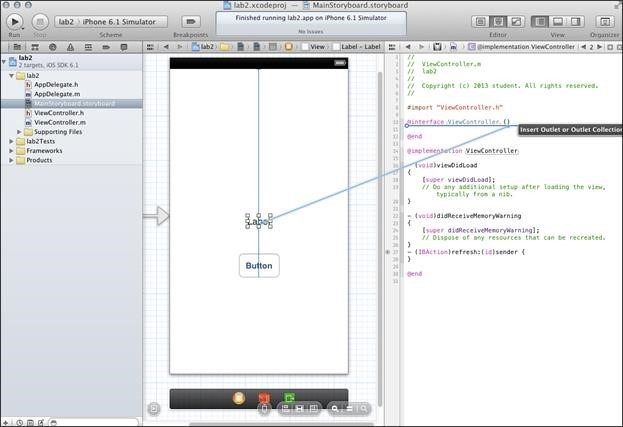 lab2.xcodeproj — MainStoryboard.storyboard
Run
Stop
lab2 iPhone 6.1 Simulator
Scheme
Breakpoints
Finished running lab2.app on iPhone 6.1 Simulator
No Issues
Editor
View
Organizer
lab2
2 targets, iOS SDK 6.1
lab2
AppDelegate.h
AppDelegate.m
MainStoryboard.storyboard
ViewController.h
ViewController.m
Supporting Files
lab2Tests
Frameworks
Products
lab2
View
Label – Label
Button
@implementation ViewController
2
//
// ViewController.m
// lab2
//
// Copyright (c) 2013 student. All rights reserved.
//
#import "ViewController.h"
@interface ViewController ()
Insert Outlet or Outlet Collection
@end
@implementation ViewController
(void)viewDidLoad
{
[super viewDidLoad];
// Do any additional setup after loading the view,
typically from a nib.
}
- (void)didReceiveMemoryWarning
{
[super didReceiveMemoryWarning];
// Dispose of any resources that can be recreated.
}
- (IBAction)refresh:(id)sender {
}
@end